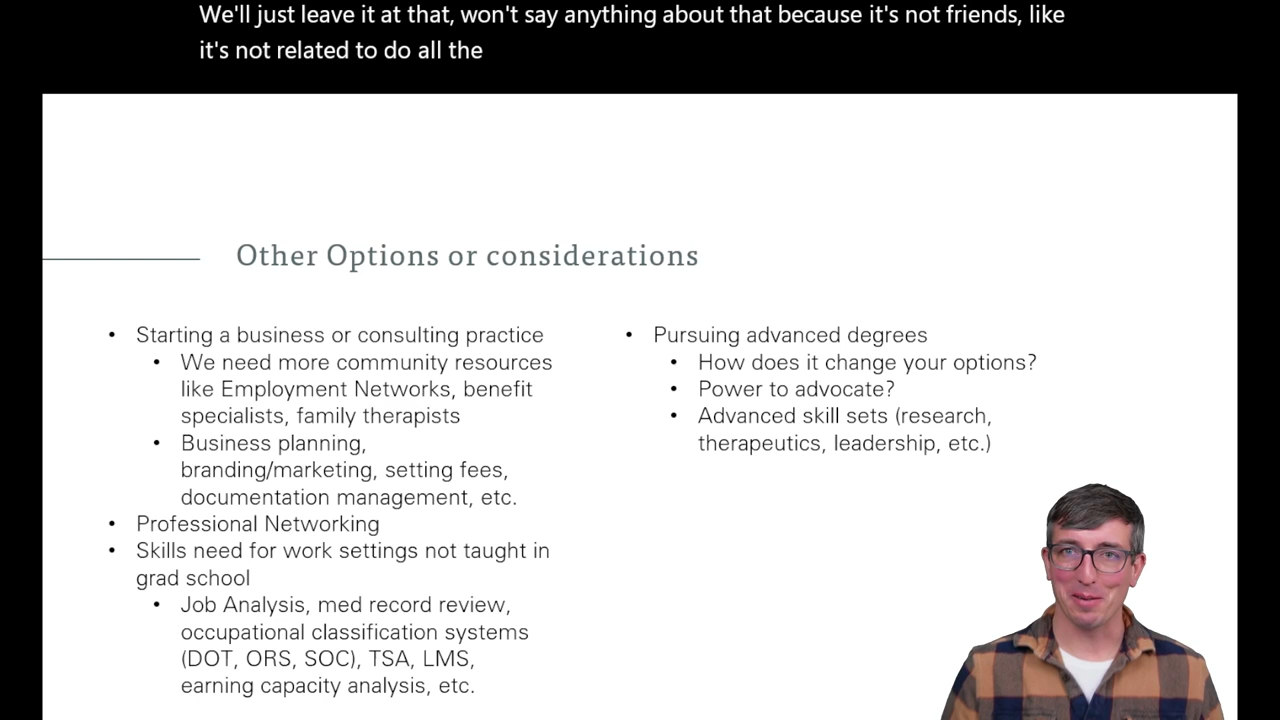 We'll just leave it at that, won't say anything about that because it's not friends, like
it's not related to do all the
Other Options or considerations
• Starting a business or consulting practice
• We need more community resources
like Employment Networks, benefit
specialists, family therapists
• Business planning,
branding/marketing, setting fees,
documentation management, etc.
• Professional Networking
• Skills need for work settings not taught in
grad school
• Job Analysis, med record review,
occupational classification systems
(DOT, ORS, SOC), TSA, LMS,
earning capacity analysis, etc.
• Pursuing advanced degrees
• How does it change your options?
• Power to advocate?
• Advanced skill sets (research,
therapeutics, leadership, etc.)